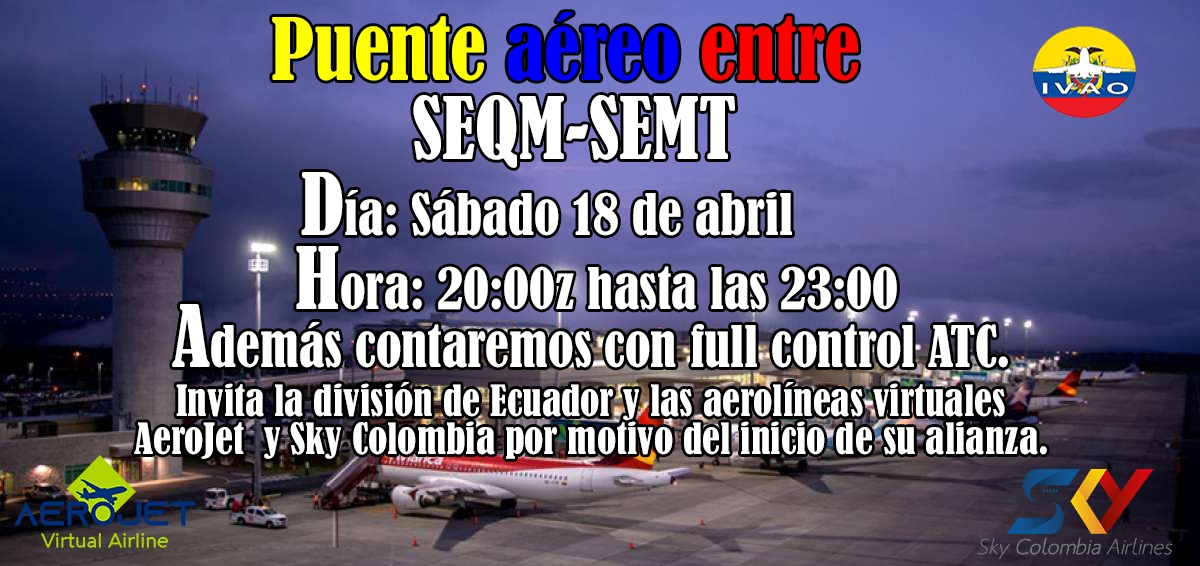 Puente aéreo entre
IVAO
SEQM-SEMT
Día: Sábado 18 de abril
Hora: 20:00z hasta las 23:00
Además contaremos con full control ATC.
Invita la división de Ecuador y las aerolíneas virtuales
AeroJet y Sky Colombia por motivo del inicio de su alianza.
AEROJET
Virtual Airline
SKY
Sky Colombia Airlines